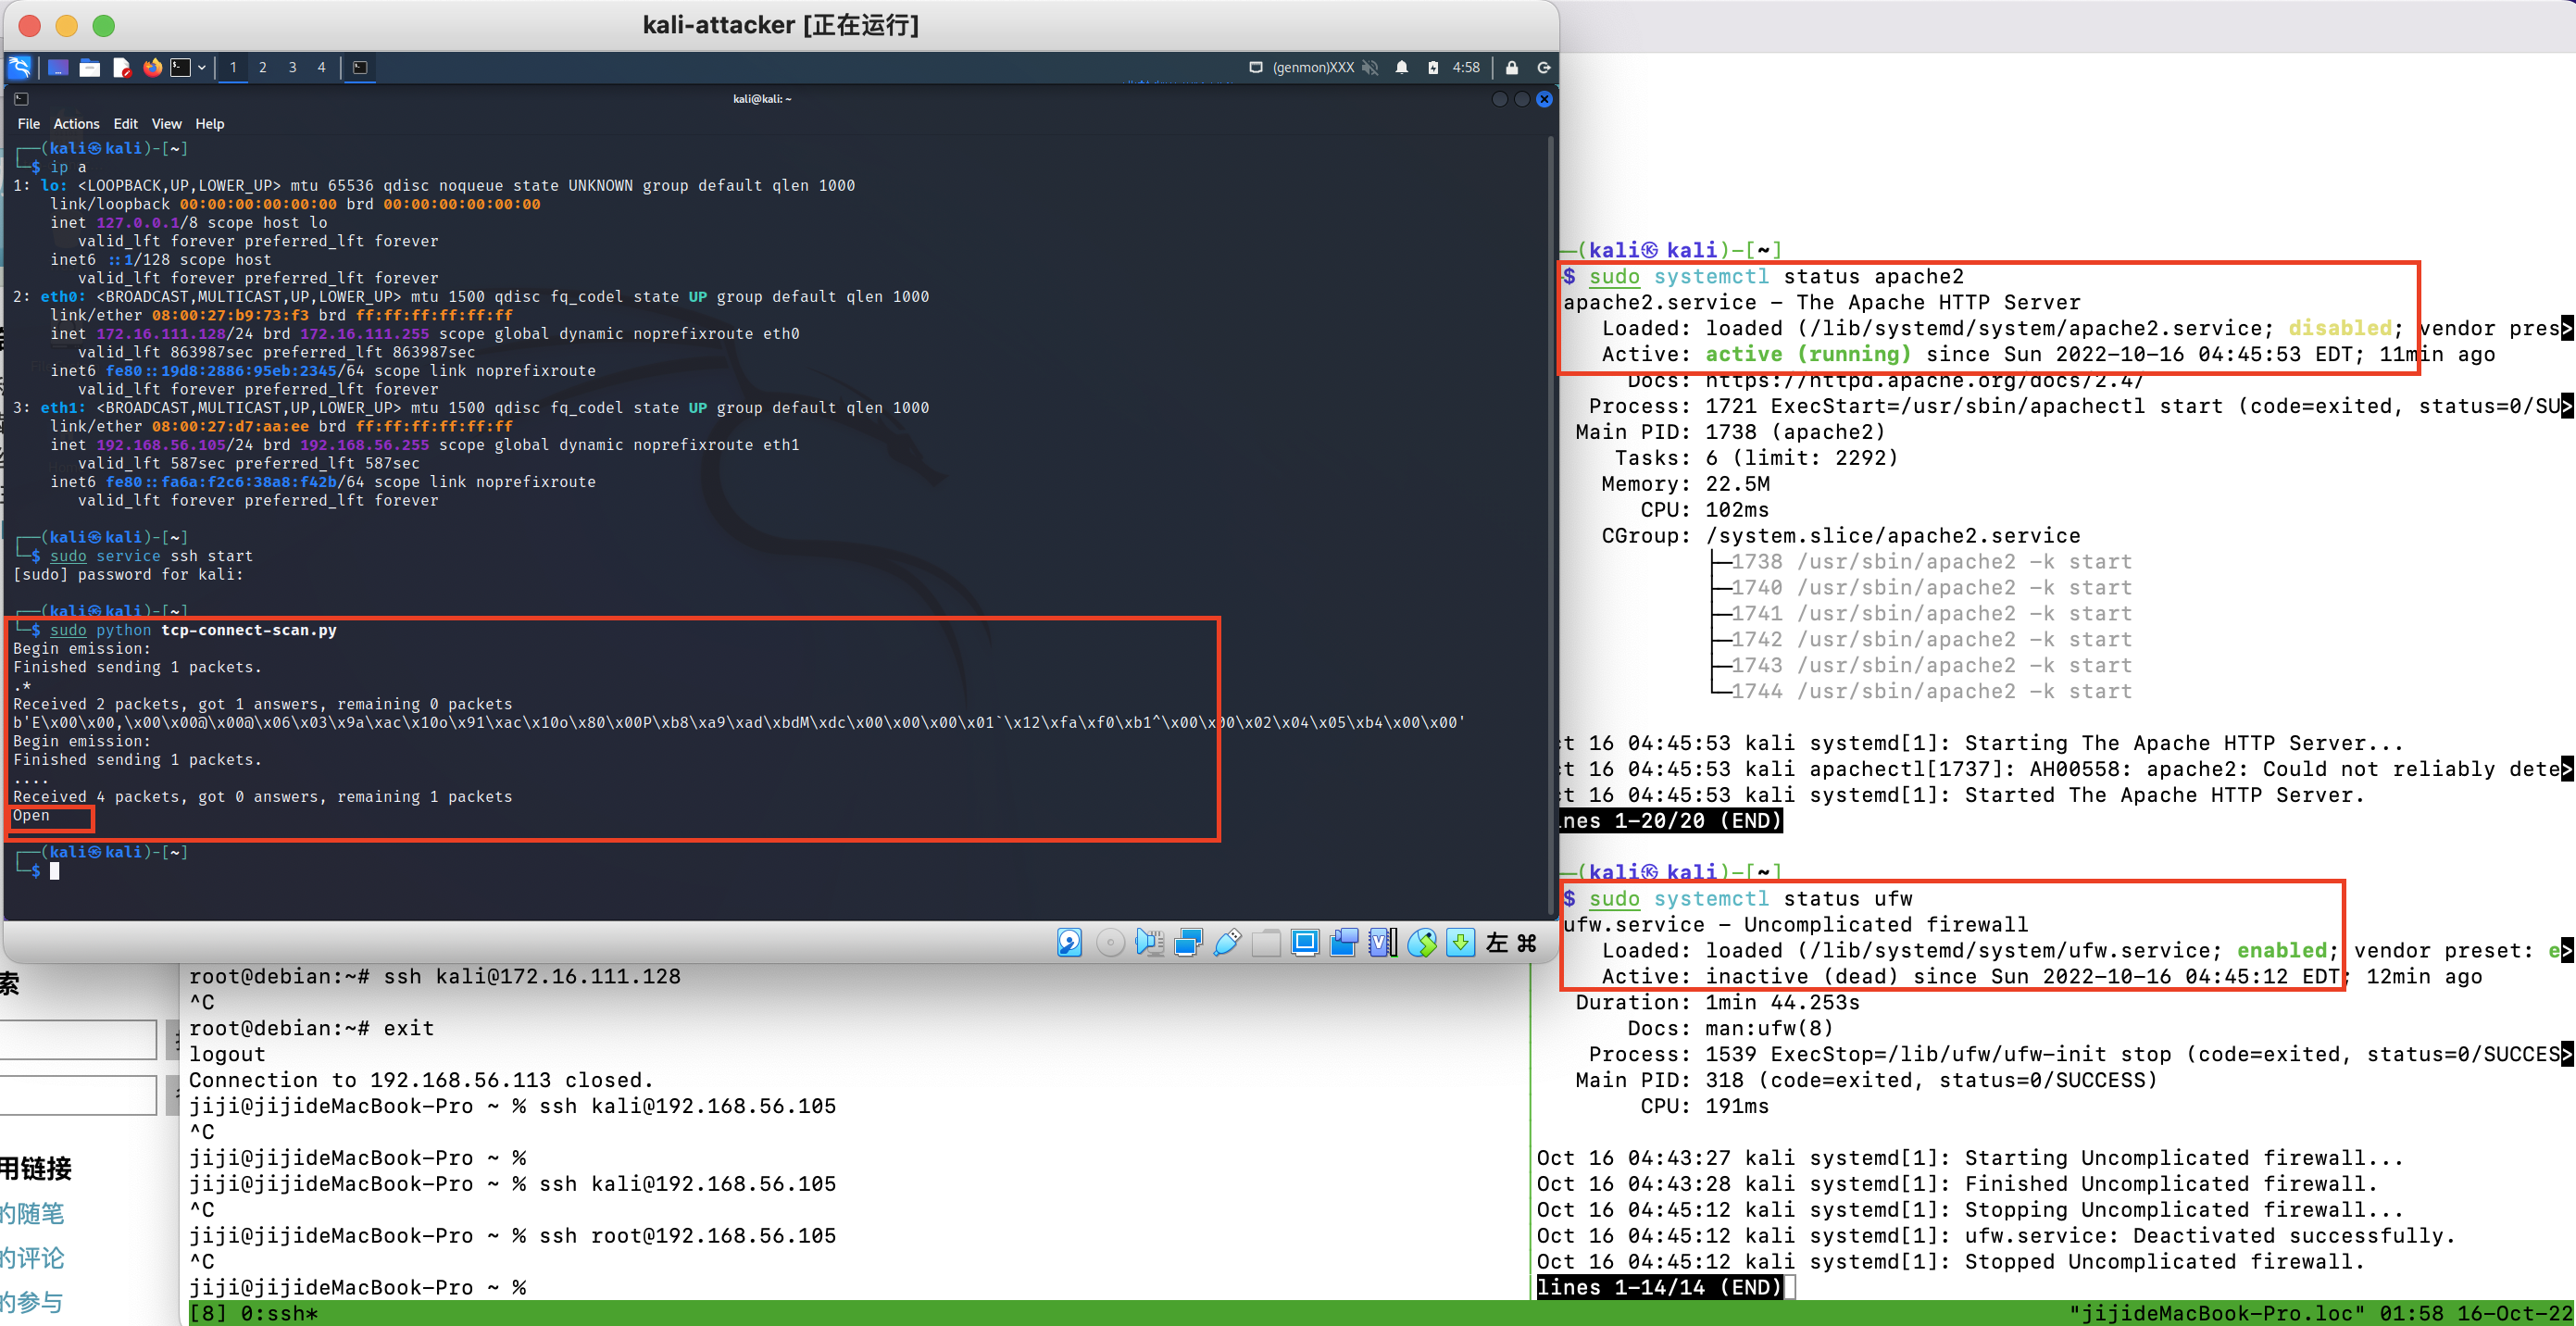 kali-attacker [正在运行]
1 2 3 4
(genmon)XXX 4:58
kali@kali: ~
File Actions Edit View Help
┌──(kali㉿kali)-[~]
└─$ ip a
1: lo: <LOOPBACK,UP,LOWER_UP> mtu 65536 qdisc noqueue state UNKNOWN group default qlen 1000
link/loopback 00:00:00:00:00:00 brd 00:00:00:00:00:00
inet 127.0.0.1/8 scope host lo
valid_lft forever preferred_lft forever
inet6 ::1/128 scope host
valid_lft forever preferred_lft forever
2: eth0: <BROADCAST,MULTICAST,UP,LOWER_UP> mtu 1500 qdisc fq_codel state UP group default qlen 1000
link/ether 08:00:27:b9:73:f3 brd ff:ff:ff:ff:ff:ff
inet 172.16.111.128/24 brd 172.16.111.255 scope global dynamic noprefixroute eth0
valid_lft 863987sec preferred_lft 863987sec
inet6 fe80::19d8:2886:95eb:2345/64 scope link noprefixroute
valid_lft forever preferred_lft forever
3: eth1: <BROADCAST,MULTICAST,UP,LOWER_UP> mtu 1500 qdisc fq_codel state UP group default qlen 1000
link/ether 08:00:27:d7:aa:ee brd ff:ff:ff:ff:ff:ff
inet 192.168.56.105/24 brd 192.168.56.255 scope global dynamic noprefixroute eth1
valid_lft 587sec preferred_lft 587sec
inet6 fe80::fa6a:f2c6:38a8:f42b/64 scope link noprefixroute
valid_lft forever preferred_lft forever
┌──(kali㉿kali)-[~]
└─$ sudo service ssh start
[sudo] password for kali:
┌──(kali㉿kali)-[~]
└─$ sudo python tcp-connect-scan.py
Begin emission:
Finished sending 1 packets.
.*
Received 2 packets, got 1 answers, remaining 0 packets
b'E\x00\x00,\x00\x00@\x00@\x06\x03\x9a\xac\x10o\x91\xac\x10o\x80\x00P\xb8\xa9\xad\xbdM\xdc\x00\x00\x00\x01`\x12\xfa\xf0\xb1^\x00\x00\x02\x04\x05\xb4\x00\x00'
Begin emission:
Finished sending 1 packets.
....
Received 4 packets, got 0 answers, remaining 1 packets
Open
┌──(kali㉿kali)-[~]
└─$
左 ⌘
─(kali㉿ kali)-[~]
$ sudo systemctl status apache2
apache2.service - The Apache HTTP Server
Loaded: loaded (/lib/systemd/system/apache2.service; disabled; vendor pres>
Active: active (running) since Sun 2022-10-16 04:45:53 EDT; 11min ago
Docs: https://httpd.apache.org/docs/2.4/
Process: 1721 ExecStart=/usr/sbin/apachectl start (code=exited, status=0/SU>
Main PID: 1738 (apache2)
Tasks: 6 (limit: 2292)
Memory: 22.5M
CPU: 102ms
CGroup: /system.slice/apache2.service
├─1738 /usr/sbin/apache2 -k start
├─1740 /usr/sbin/apache2 -k start
├─1741 /usr/sbin/apache2 -k start
├─1742 /usr/sbin/apache2 -k start
├─1743 /usr/sbin/apache2 -k start
└─1744 /usr/sbin/apache2 -k start
ct 16 04:45:53 kali systemd[1]: Starting The Apache HTTP Server...
ct 16 04:45:53 kali apachectl[1737]: AH00558: apache2: Could not reliably dete>
ct 16 04:45:53 kali systemd[1]: Started The Apache HTTP Server.
nes 1-20/20 (END)
─(kali㉿ kali)-[~]
$ sudo systemctl status ufw
ufw.service - Uncomplicated firewall
Loaded: loaded (/lib/systemd/system/ufw.service; enabled; vendor preset: e>
Active: inactive (dead) since Sun 2022-10-16 04:45:12 EDT; 12min ago
Duration: 1min 44.253s
Docs: man:ufw(8)
Process: 1539 ExecStop=/lib/ufw/ufw-init stop (code=exited, status=0/SUCCES>
Main PID: 318 (code=exited, status=0/SUCCESS)
CPU: 191ms
Oct 16 04:43:27 kali systemd[1]: Starting Uncomplicated firewall...
Oct 16 04:43:28 kali systemd[1]: Finished Uncomplicated firewall.
Oct 16 04:45:12 kali systemd[1]: Stopping Uncomplicated firewall...
Oct 16 04:45:12 kali systemd[1]: ufw.service: Deactivated successfully.
Oct 16 04:45:12 kali systemd[1]: Stopped Uncomplicated firewall.
lines 1-14/14 (END)
root@debian:~# ssh kali@172.16.111.128
^C
root@debian:~# exit
logout
Connection to 192.168.56.113 closed.
jiji@jijideMacBook-Pro ~ % ssh kali@192.168.56.105
^C
jiji@jijideMacBook-Pro ~ %
jiji@jijideMacBook-Pro ~ % ssh kali@192.168.56.105
^C
jiji@jijideMacBook-Pro ~ % ssh root@192.168.56.105
^C
jiji@jijideMacBook-Pro ~ %
[8] 0:ssh* "jijideMacBook-Pro.loc" 01:58 16-Oct-22
索
用链接
的随笔
的评论
的参与